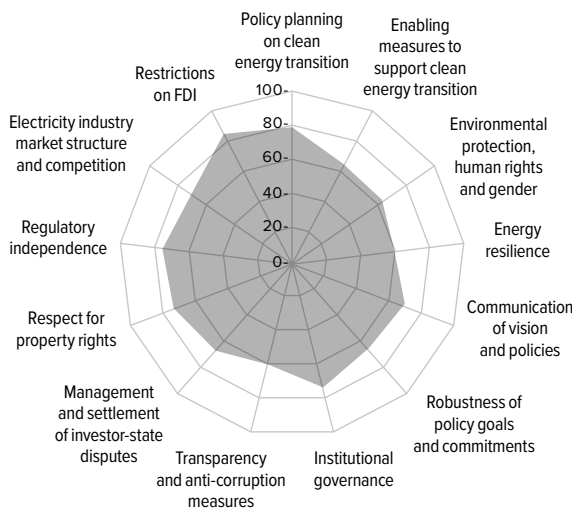 Policy planning
on clean
energy transition
Enabling
measures to
support clean
energy transition
Environmental
protection,
human rights
and gender
Energy
resilience
Communication
of vision
and policies
Robustness of
policy goals
and commitments
Institutional
governance
Transparency
and anti-corruption
measures
Management
and settlement
of investor-state
disputes
Respect for
property rights
Regulatory
independence
Electricity industry
market structure
and competition
Restrictions
on FDI
100-
80-
60-
40-
20-
0-